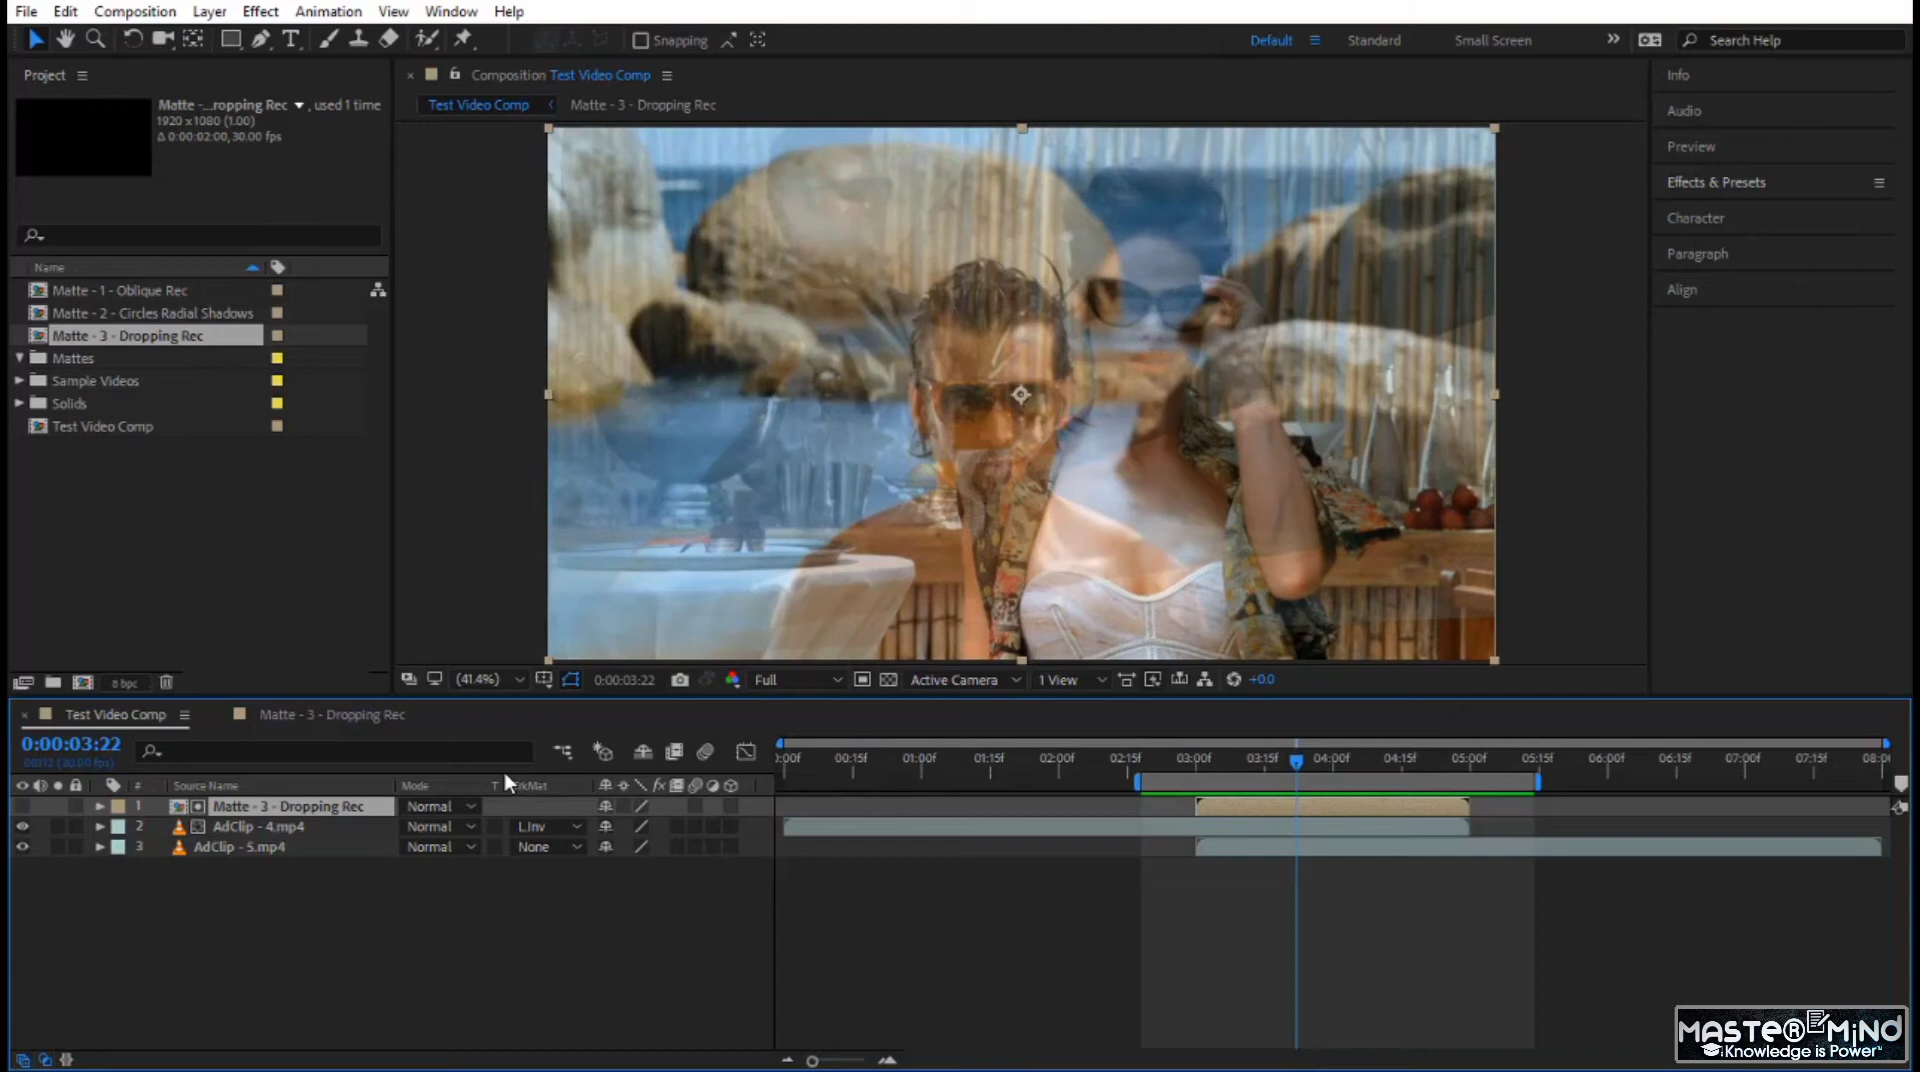 File Edit Composition Layer Effect Animation View Window Help
Snapping
Default Standard Small Screen Search Help
Project
Matte -...ropping Rec , used 1 time
1920 x1080 (1.00)
Δ 0:00:02:00, 30.00 fps
Name
Matte - 1 - Oblique Rec
Matte - 2 - Circles Radial Shadows
Matte - 3 - Dropping Rec
Mattes
Sample Videos
Solids
Test Video Comp
8 bpc
Composition Test Video Comp
Test Video Comp Matte - 3 - Dropping Rec
(41.4%) 0:00:03:22 Full Active Camera 1 View +0.0
Info
Audio
Preview
Effects & Presets
Character
Paragraph
Align
Test Video Comp Matte - 3 - Dropping Rec
0:00:03:22
00112 (30.00 fps)
# Source Name Mode T TrkMat
1 Matte - 3 - Dropping Rec Normal
2 AdClip - 4.mp4 Normal L.Inv
3 AdClip - 5.mp4 Normal None
):00f 00:15f 01:00f 01:15f 02:00f 02:15f 03:00f 03:15f 04:00f 04:15f 05:00f 05:15f 06:00f 06:15f 07:00f 07:15f 08:0
MASTER MIND
Knowledge is Power